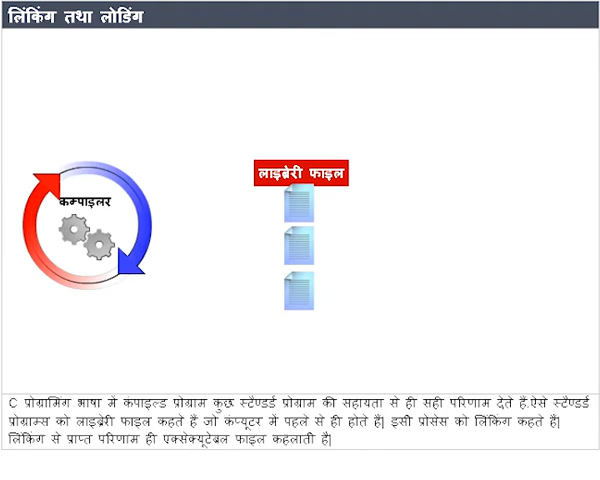 लिंकिंग तथा लोडिंग
लाइब्रेरी फाइल
कम्पाइलर
C प्रोग्रामिंग भाषा में कंपाइल्ड प्रोग्राम कुछ स्टैण्डर्ड प्रोग्राम की सहायता से ही सही परिणाम देते है.ऐसे स्टैण्डर्ड
प्रोग्राम्स को लाइब्रेरी फाइल कहते हैं जो कंप्यूटर में पहले से ही होते हैं| इसी प्रोसेस को लिंकिंग कहते हैं|
लिंकिंग से प्राप्त परिणाम ही एक्सेक्यूटेबल फाइल कहलाती है|